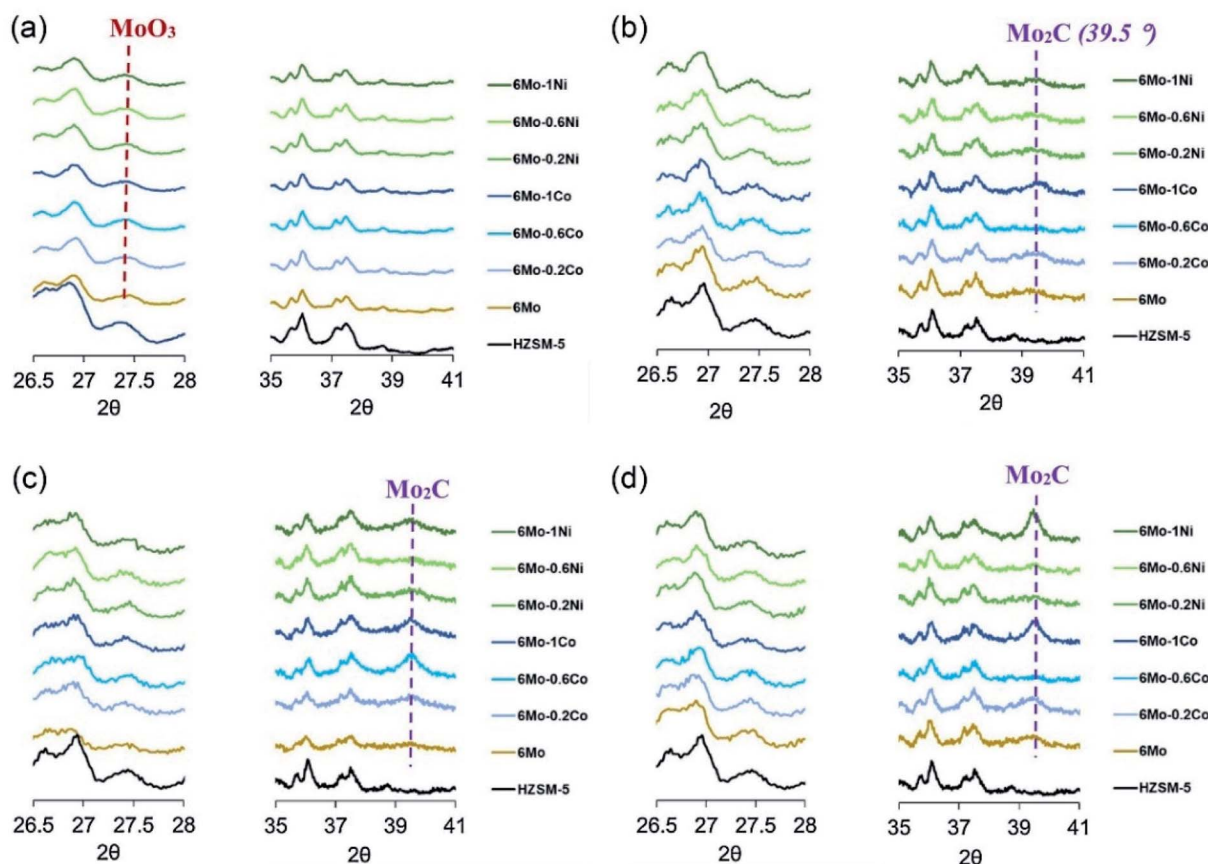 (a)
MoO₃
6Mo-1Ni
6Mo-0.6Ni
6Mo-0.2Ni
6Mo-1Co
6Mo-0.6Co
6Mo-0.2Co
6Mo
HZSM-5
26.5 27 27.5 28
2θ
35 37 39 41
2θ
(b)
Mo₂C (39.5 °)
6Mo-1Ni
6Mo-0.6Ni
6Mo-0.2Ni
6Mo-1Co
6Mo-0.6Co
6Mo-0.2Co
6Mo
HZSM-5
26.5 27 27.5 28
2θ
35 37 39 41
2θ
(c)
Mo₂C
6Mo-1Ni
6Mo-0.6Ni
6Mo-0.2Ni
6Mo-1Co
6Mo-0.6Co
6Mo-0.2Co
6Mo
HZSM-5
26.5 27 27.5 28
2θ
35 37 39 41
2θ
(d)
Mo₂C
6Mo-1Ni
6Mo-0.6Ni
6Mo-0.2Ni
6Mo-1Co
6Mo-0.6Co
6Mo-0.2Co
6Mo
HZSM-5
26.5 27 27.5 28
2θ
35 37 39 41
2θ